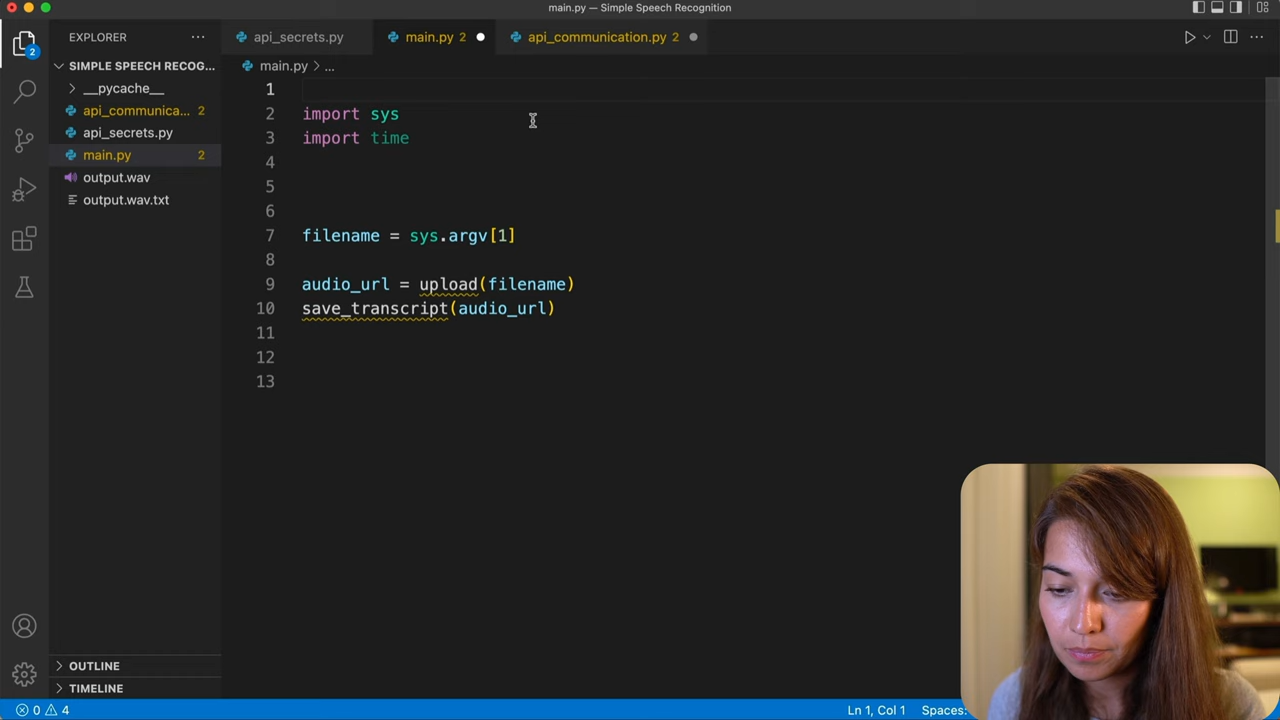 main.py — Simple Speech Recognition
EXPLORER
api_secrets.py
main.py 2
api_communication.py 2
SIMPLE SPEECH RECOG...
main.py > ...
__pycache__
api_communica... 2
api_secrets.py
main.py 2
output.wav
output.wav.txt
1
2 import sys
3 import time
4
5
6
7 filename = sys.argv[1]
8
9 audio_url = upload(filename)
10 save_transcript(audio_url)
11
12
13
2
OUTLINE
TIMELINE
0 4
Ln 1, Col 1
Spaces: